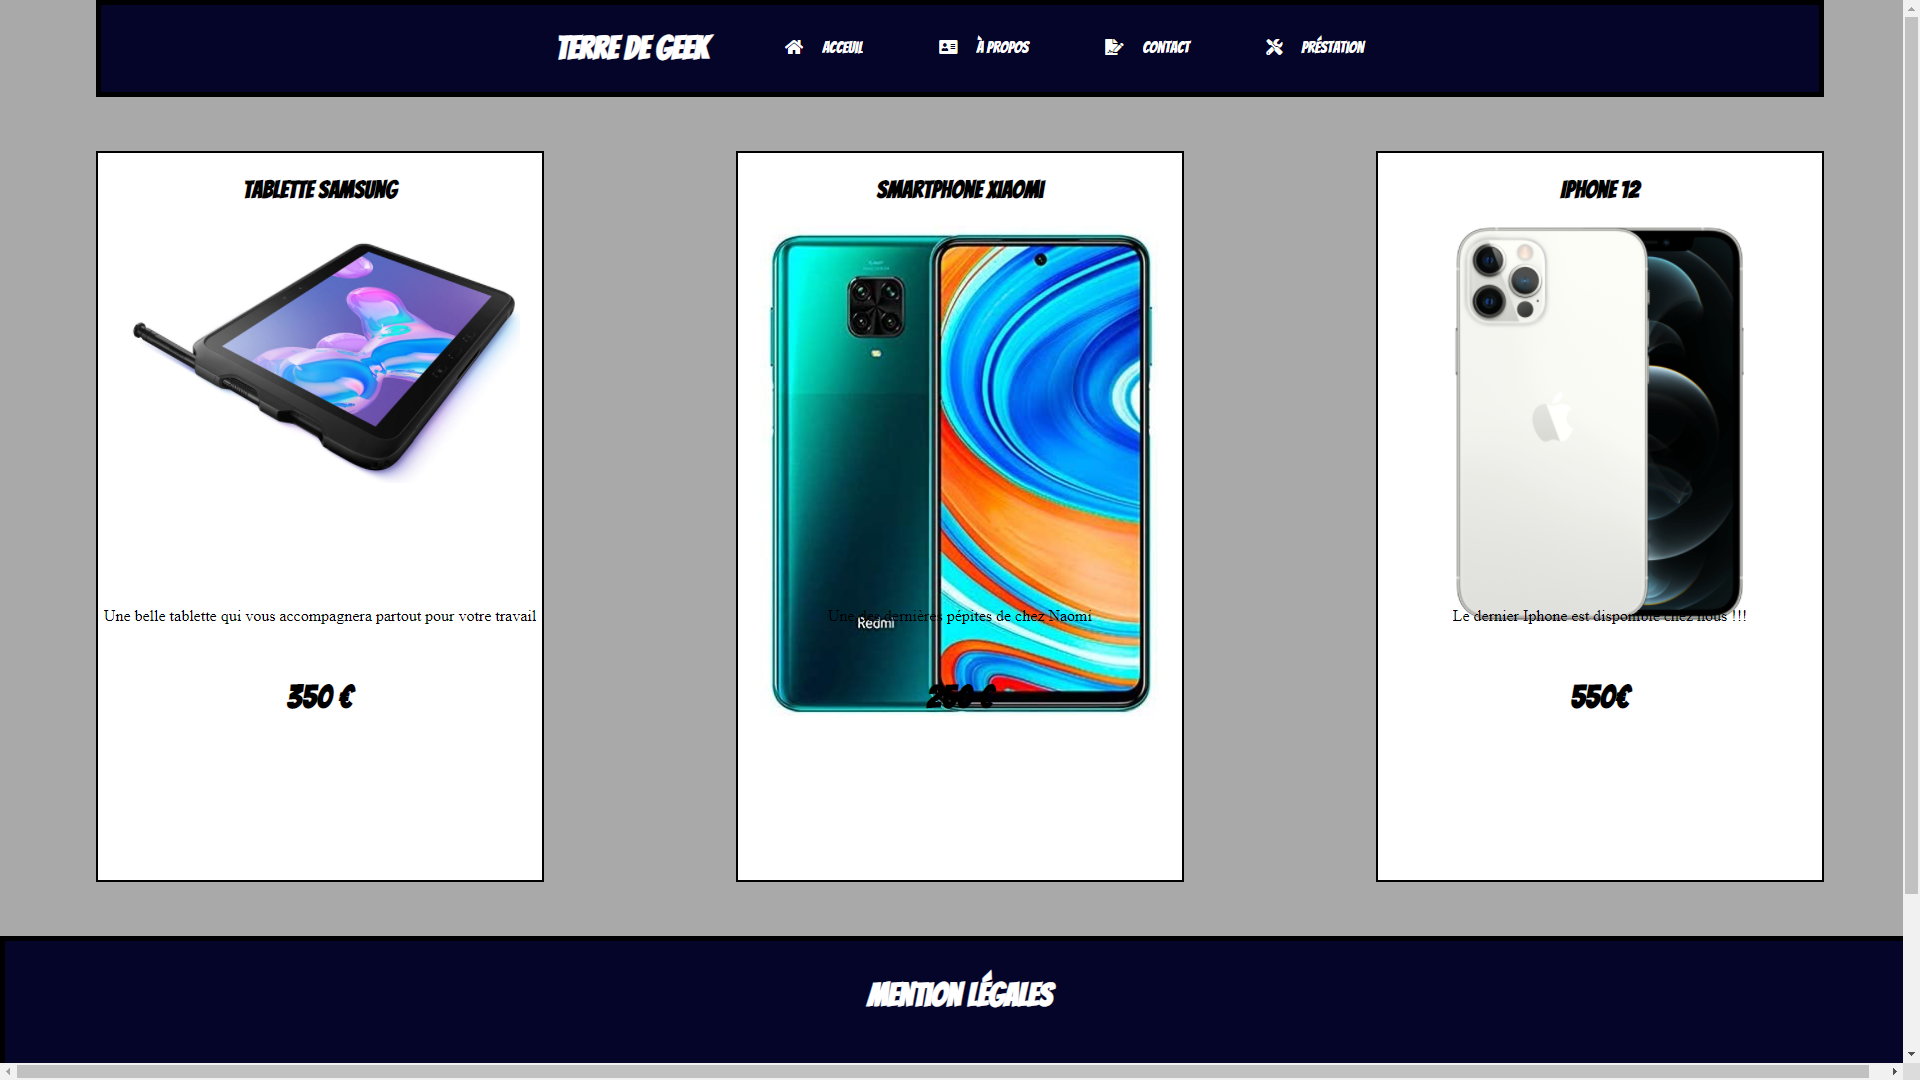 TERRE DE GEEK
ACCEUIL
À PROPOS
CONTACT
PRÉSTATION
TABLETTE SAMSUNG
SMARTPHONE XIAOMI
IPHONE 12
Redmi
Une belle tablette qui vous accompagnera partout pour votre travail
Une des dernières pépites de chez Naomi
Le dernier Iphone est disponible chez nous !!!
350 €
250 €
550€
MENTION LÉGALES